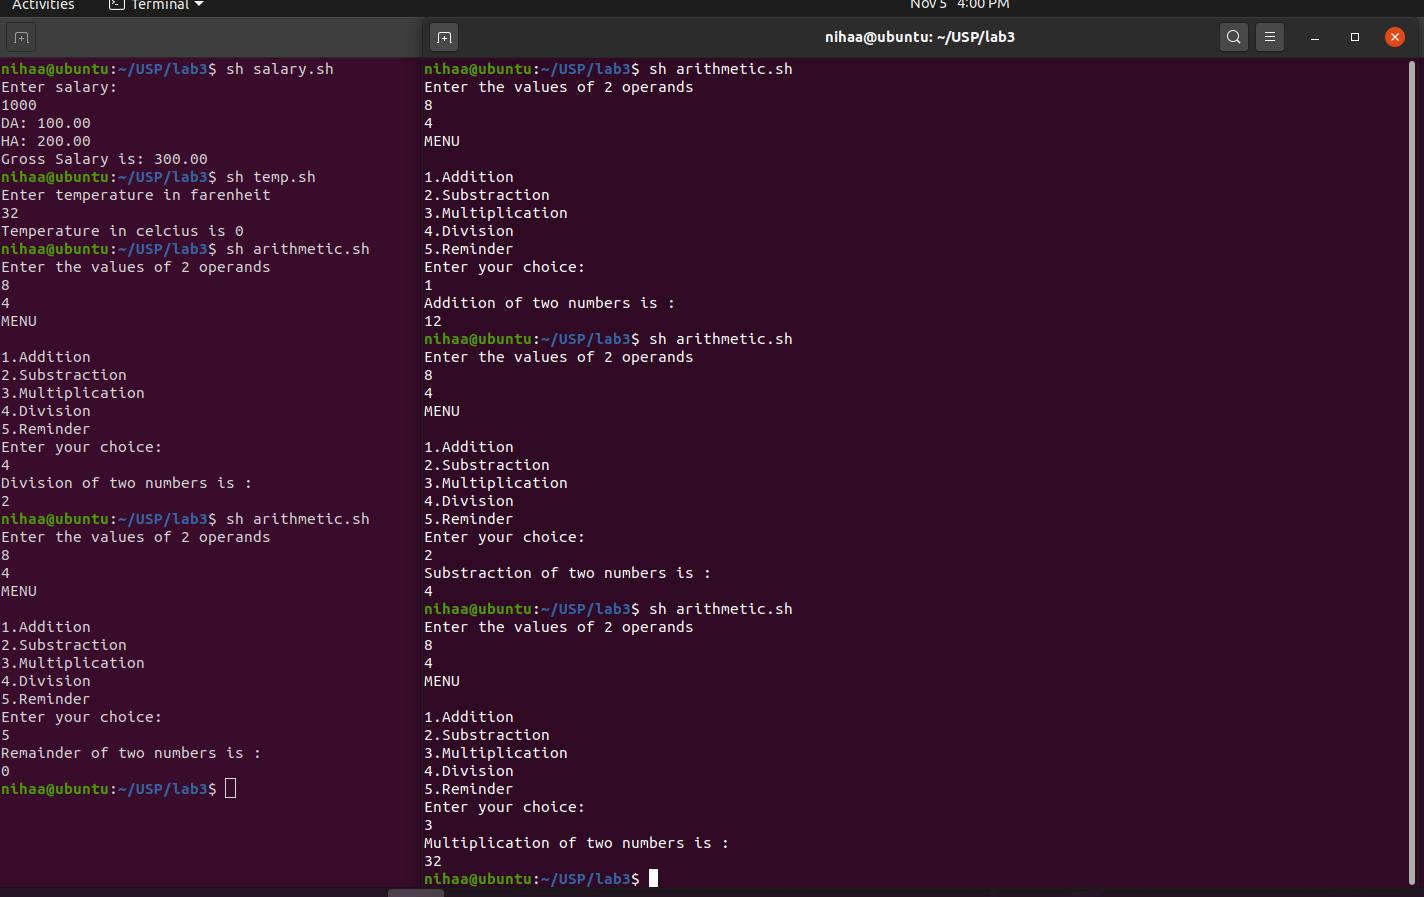 Activities Terminal Nov 5 4:00 PM
nihaa@ubuntu:~/USP/lab3$ sh salary.sh
Enter salary:
1000
DA: 100.00
HA: 200.00
Gross Salary is: 300.00
nihaa@ubuntu:~/USP/lab3$ sh temp.sh
Enter temperature in farenheit
32
Temperature in celcius is 0
nihaa@ubuntu:~/USP/lab3$ sh arithmetic.sh
Enter the values of 2 operands
8
4
MENU

1.Addition
2.Substraction
3.Multiplication
4.Division
5.Reminder
Enter your choice:
4
Division of two numbers is :
2
nihaa@ubuntu:~/USP/lab3$ sh arithmetic.sh
Enter the values of 2 operands
8
4
MENU

1.Addition
2.Substraction
3.Multiplication
4.Division
5.Reminder
Enter your choice:
5
Remainder of two numbers is :
0
nihaa@ubuntu:~/USP/lab3$
nihaa@ubuntu: ~/USP/lab3
nihaa@ubuntu:~/USP/lab3$ sh arithmetic.sh
Enter the values of 2 operands
8
4
MENU

1.Addition
2.Substraction
3.Multiplication
4.Division
5.Reminder
Enter your choice:
1
Addition of two numbers is :
12
nihaa@ubuntu:~/USP/lab3$ sh arithmetic.sh
Enter the values of 2 operands
8
4
MENU

1.Addition
2.Substraction
3.Multiplication
4.Division
5.Reminder
Enter your choice:
2
Substraction of two numbers is :
4
nihaa@ubuntu:~/USP/lab3$ sh arithmetic.sh
Enter the values of 2 operands
8
4
MENU

1.Addition
2.Substraction
3.Multiplication
4.Division
5.Reminder
Enter your choice:
3
Multiplication of two numbers is :
32
nihaa@ubuntu:~/USP/lab3$